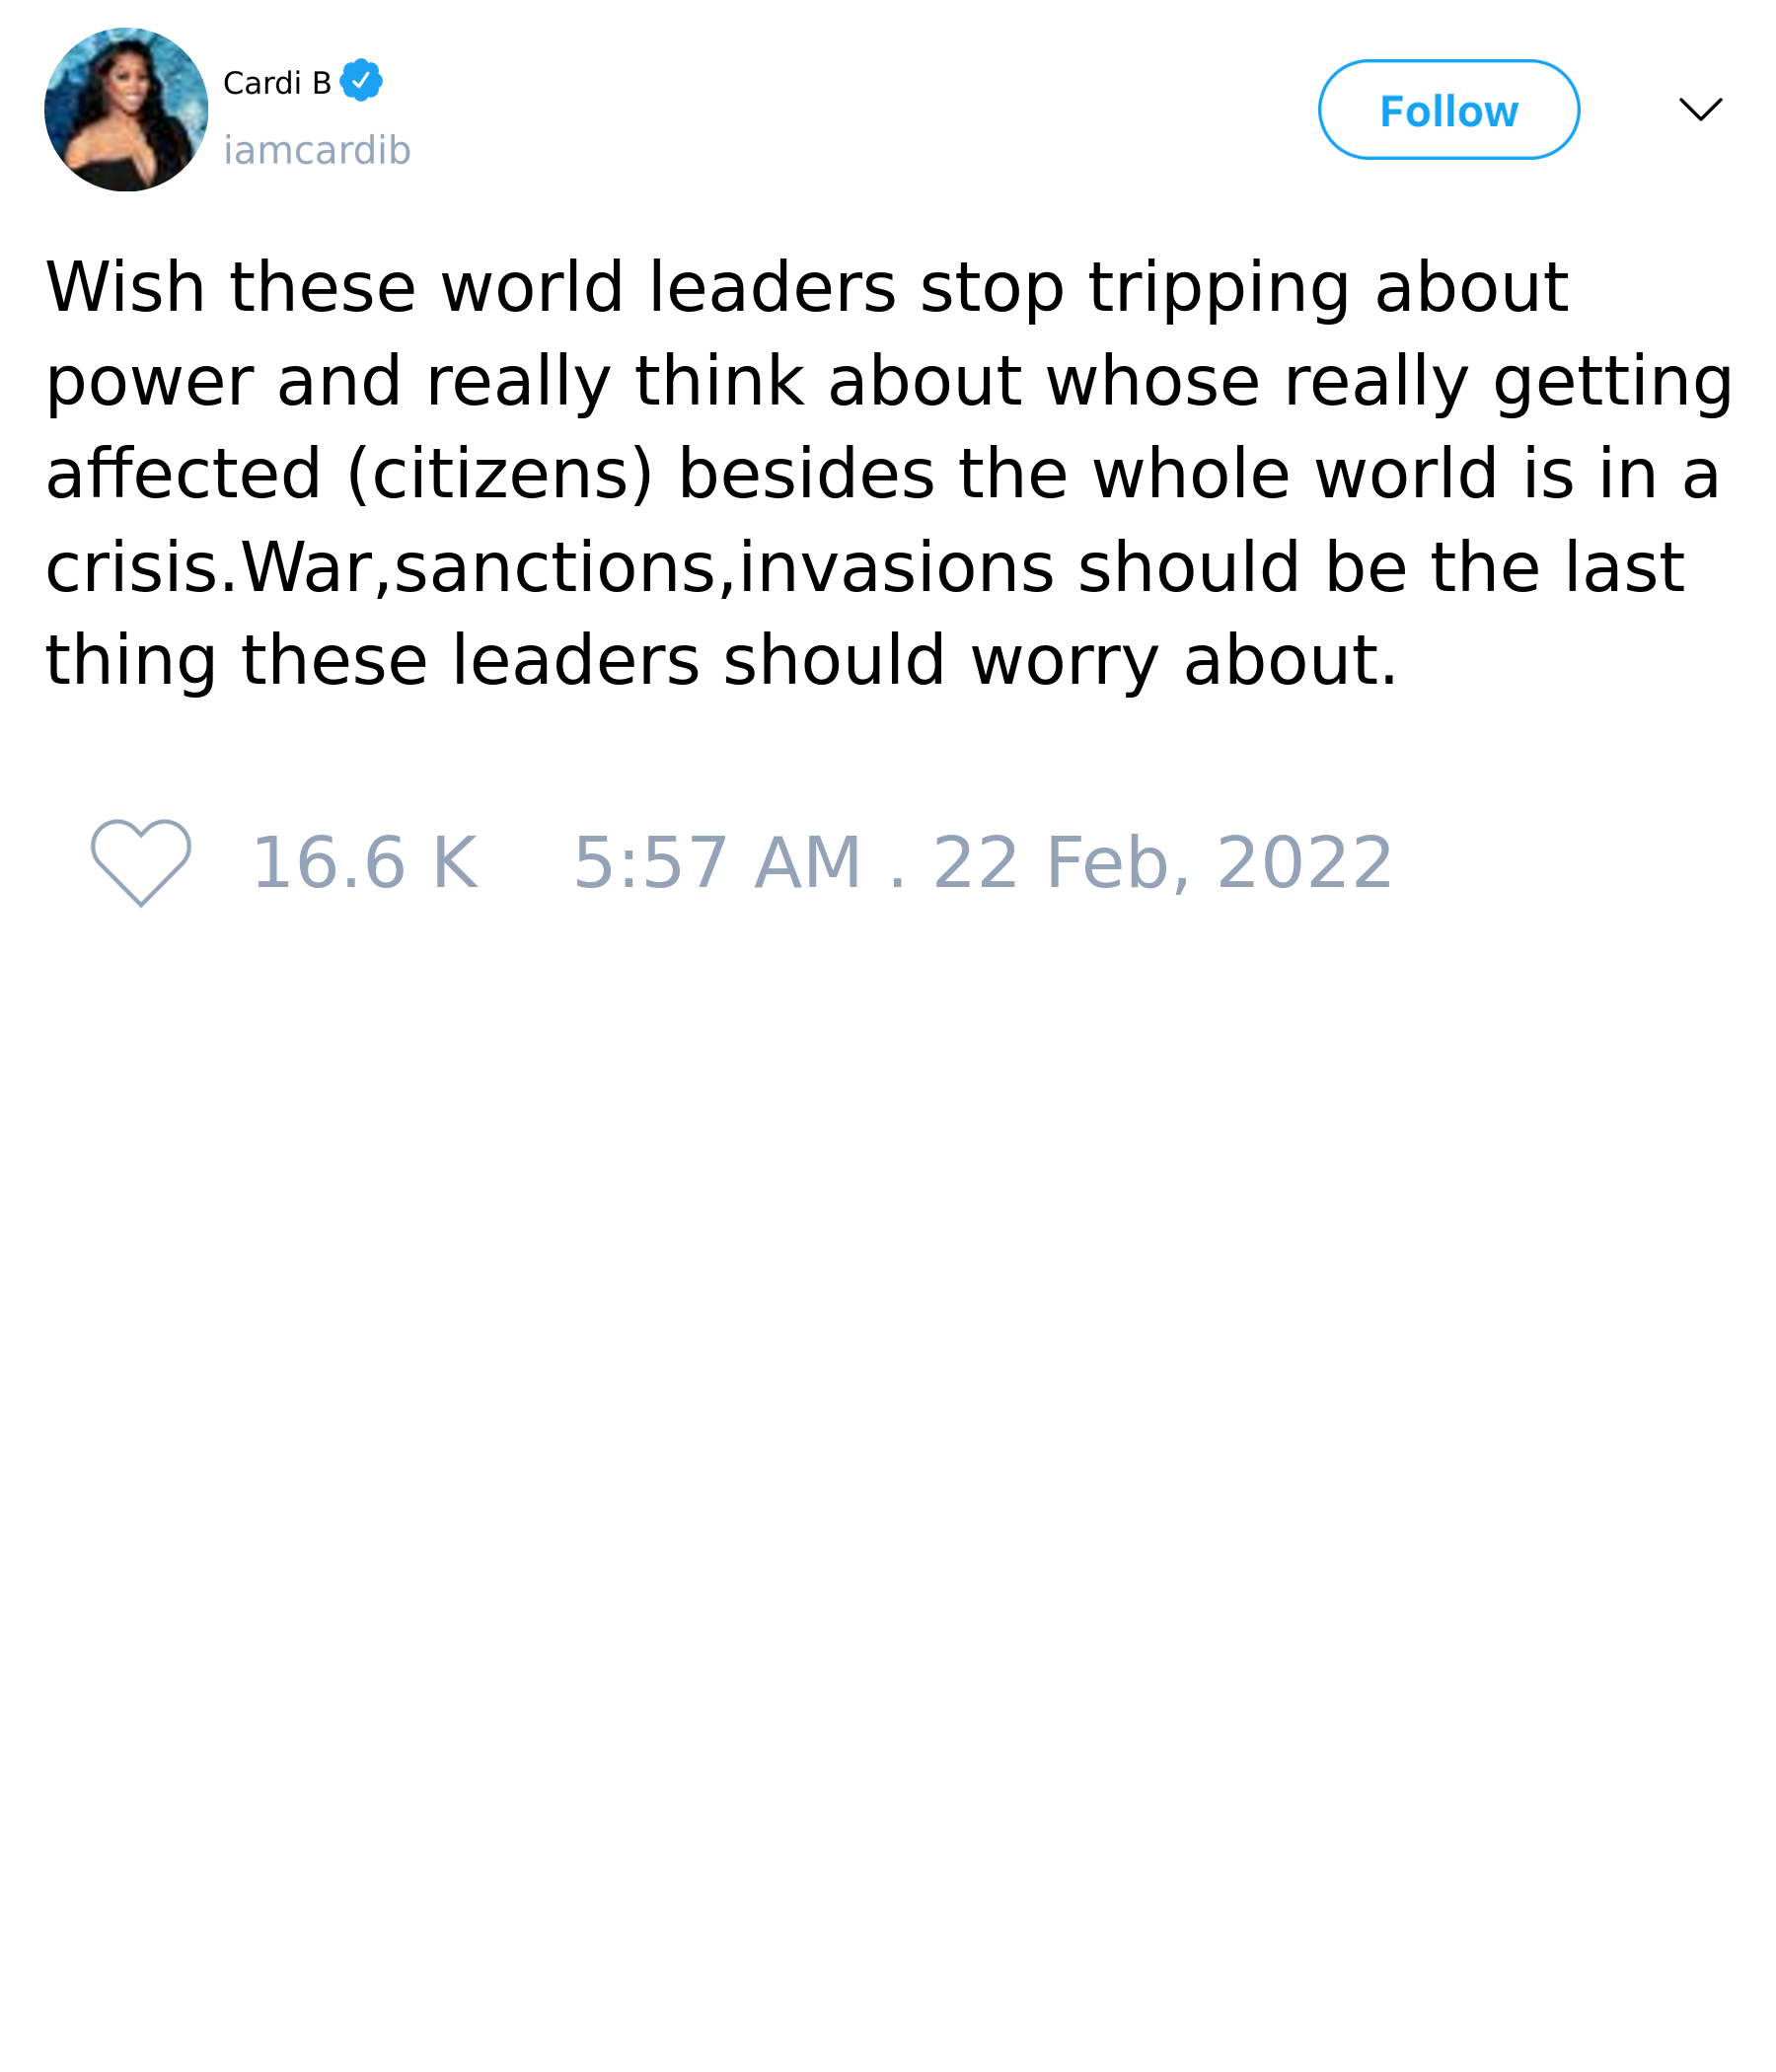 Cardi B
iamcardib
Follow
Wish these world leaders stop tripping about
power and really think about whose really getting
affected (citizens) besides the whole world is in a
crisis.War,sanctions,invasions should be the last
thing these leaders should worry about.
16.6 K 5:57 AM . 22 Feb, 2022